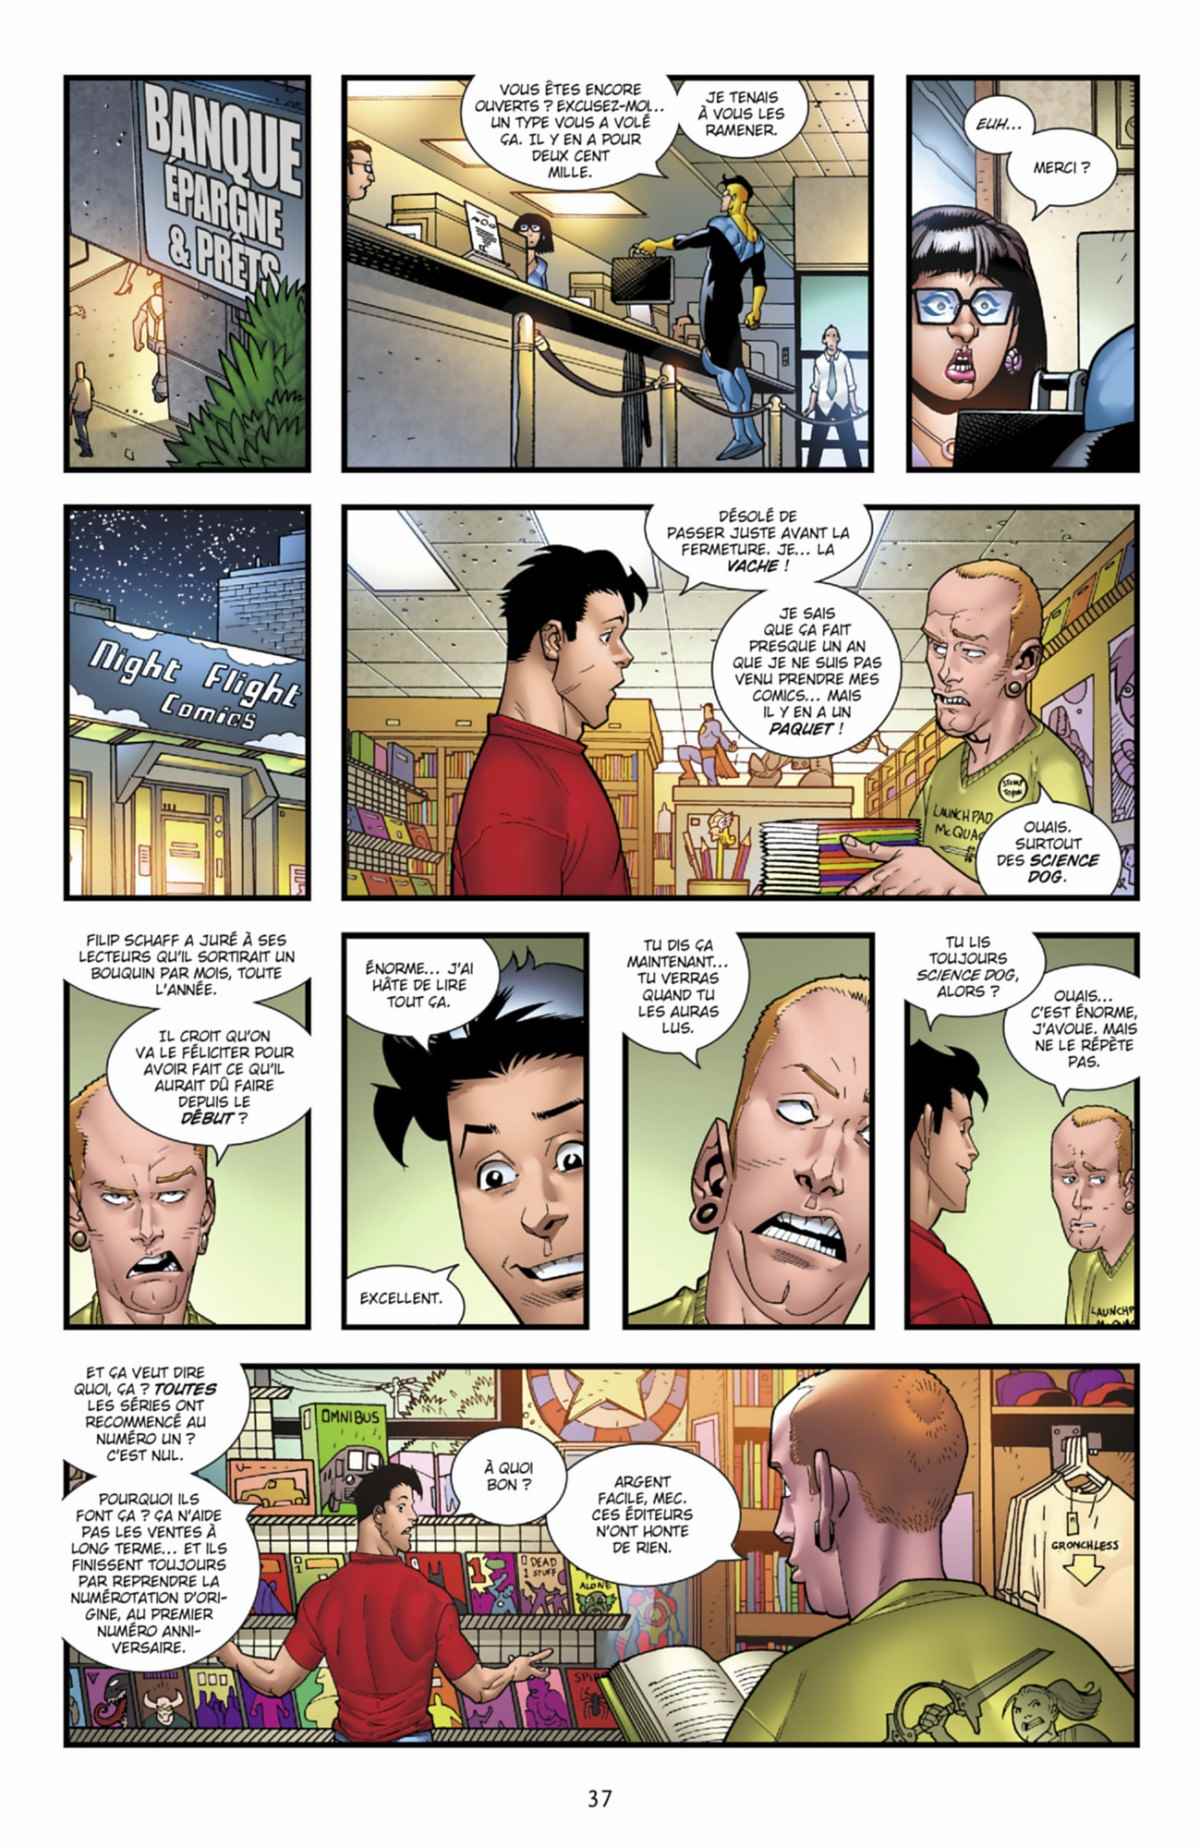 BANQUE
ÉPARGNE
& PRÊTS
VOUS ÊTES ENCORE
OUVERTS ? EXCUSEZ-MOI...
UN TYPE VOUS A VOLÉ
ÇA. IL Y EN A POUR
DEUX CENT
MILLE.
JE TENAIS
À VOUS LES
RAMENER.
EUH...
MERCI ?
Night Flight
Comics
DÉSOLÉ DE
PASSER JUSTE AVANT LA
FERMETURE. JE... LA
VACHE !
JE SAIS
QUE ÇA FAIT
PRESQUE UN AN
QUE JE NE SUIS PAS
VENU PRENDRE MES
COMICS... MAIS
IL Y EN A UN
PAQUET !
LAUNCHPAD
McQUAC
OUAIS.
SURTOUT
DES SCIENCE
DOG.
FILIP SCHAFF A JURÉ À SES
LECTEURS QU'IL SORTIRAIT UN
BOUQUIN PAR MOIS, TOUTE
L'ANNÉE.
IL CROIT QU'ON
VA LE FÉLICITER POUR
AVOIR FAIT CE QU'IL
AURAIT DÛ FAIRE
DEPUIS LE
DÉBUT ?
ÉNORME... J'AI
HÂTE DE LIRE
TOUT ÇA.
EXCELLENT.
TU DIS ÇA
MAINTENANT...
TU VERRAS
QUAND TU
LES AURAS
LUS.
TU LIS
TOUJOURS
SCIENCE DOG,
ALORS ?
OUAIS...
C'EST ÉNORME,
J'AVOUE. MAIS
NE LE RÉPÈTE
PAS.
LAUNCHP
ET ÇA VEUT DIRE
QUOI, ÇA ? TOUTES
LES SÉRIES ONT
RECOMMENCÉ AU
NUMÉRO UN ?
C'EST NUL.
POURQUOI ILS
FONT ÇA ? ÇA N'AIDE
PAS LES VENTES À
LONG TERME... ET ILS
FINISSENT TOUJOURS
PAR REPRENDRE LA
NUMÉROTATION D'ORI-
GINE, AU PREMIER
NUMÉRO ANNI-
VERSAIRE.
OMNIBUS
À QUOI
BON ?
ARGENT
FACILE, MEC.
CES ÉDITEURS
N'ONT HONTE
DE RIEN.
DEAD
STUFF
ALONE
GRONCHLESS
37